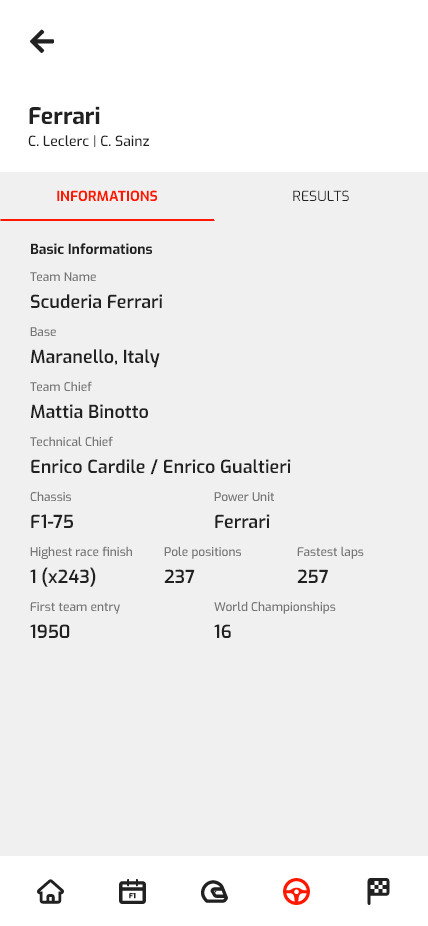 Ferrari
C. Leclerc | C. Sainz
INFORMATIONS RESULTS
Basic Informations
Team Name
Scuderia Ferrari
Base
Maranello, Italy
Team Chief
Mattia Binotto
Technical Chief
Enrico Cardile / Enrico Gualtieri
Chassis Power Unit
F1-75 Ferrari
Highest race finish Pole positions Fastest laps
1 (x243) 237 257
First team entry World Championships
1950 16
F1